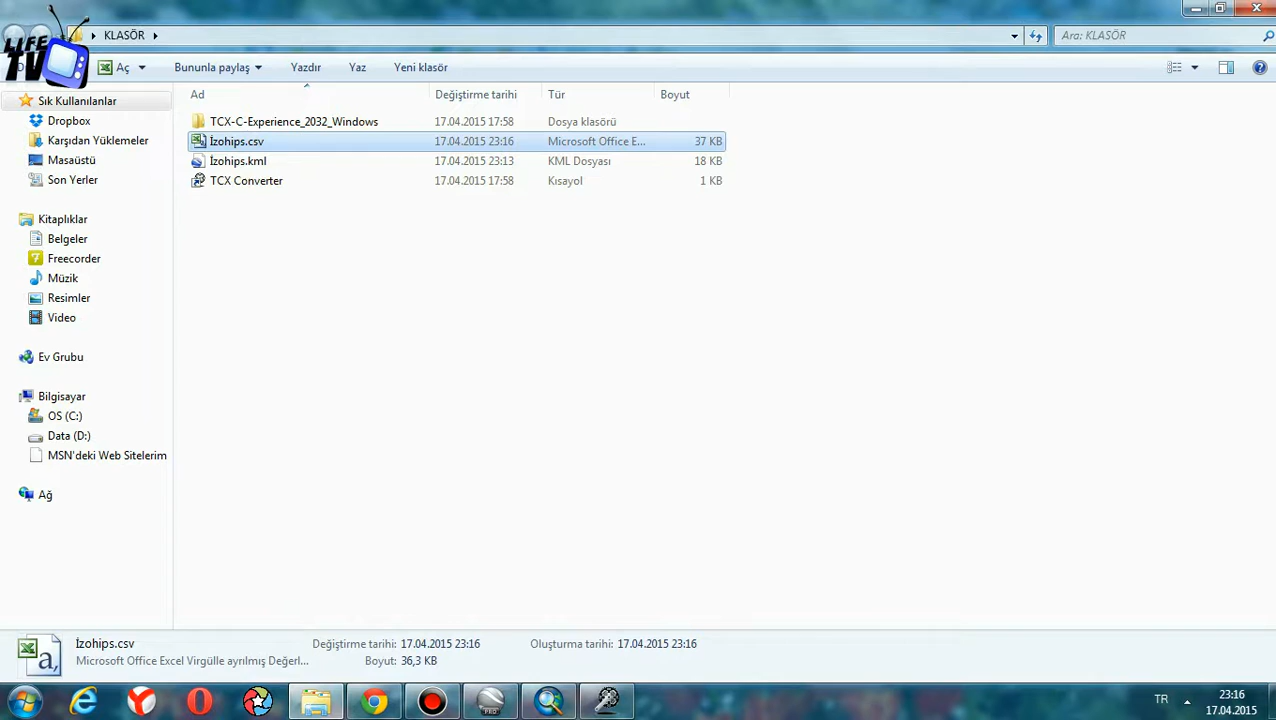 LIFE
TV
KLASÖR
Ara: KLASÖR
Aç
Bununla paylaş
Yazdır
Yaz
Yeni klasör
Sık Kullanılanlar
Dropbox
Karşıdan Yüklemeler
Masaüstü
Son Yerler
Kitaplıklar
Belgeler
Freecorder
Müzik
Resimler
Video
Ev Grubu
Bilgisayar
OS (C:)
Data (D:)
MSN'deki Web Sitelerim
Ağ
Ad Değiştirme tarihi Tür Boyut
TCX-C-Experience_2032_Windows 17.04.2015 17:58 Dosya klasörü
İzohips.csv 17.04.2015 23:16 Microsoft Office E... 37 KB
İzohips.kml 17.04.2015 23:13 KML Dosyası 18 KB
TCX Converter 17.04.2015 17:58 Kısayol 1 KB
İzohips.csv Değiştirme tarihi: 17.04.2015 23:16 Oluşturma tarihi: 17.04.2015 23:16
Microsoft Office Excel Virgülle ayrılmış Değerl... Boyut: 36,3 KB
a,
PRO
TR
23:16
17.04.2015